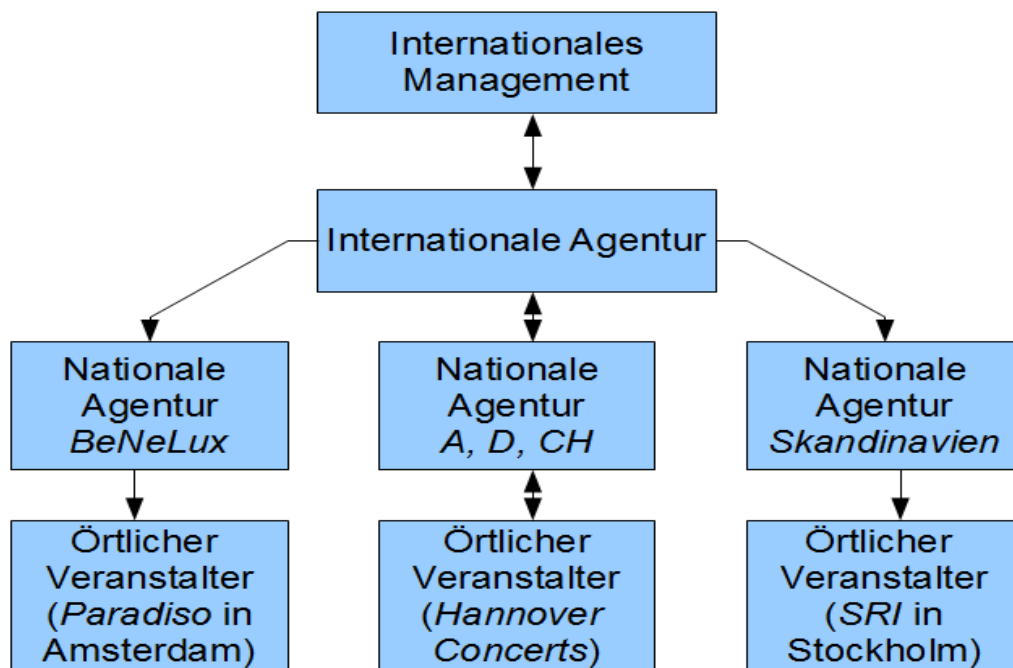 Internationales
Management
Internationale Agentur
Nationale
Agentur
BeNeLux
Nationale
Agentur
A, D, CH
Nationale
Agentur
Skandinavien
Örtlicher
Veranstalter
(Paradiso in
Amsterdam)
Örtlicher
Veranstalter
(Hannover
Concerts)
Örtlicher
Veranstalter
(SRI in
Stockholm)